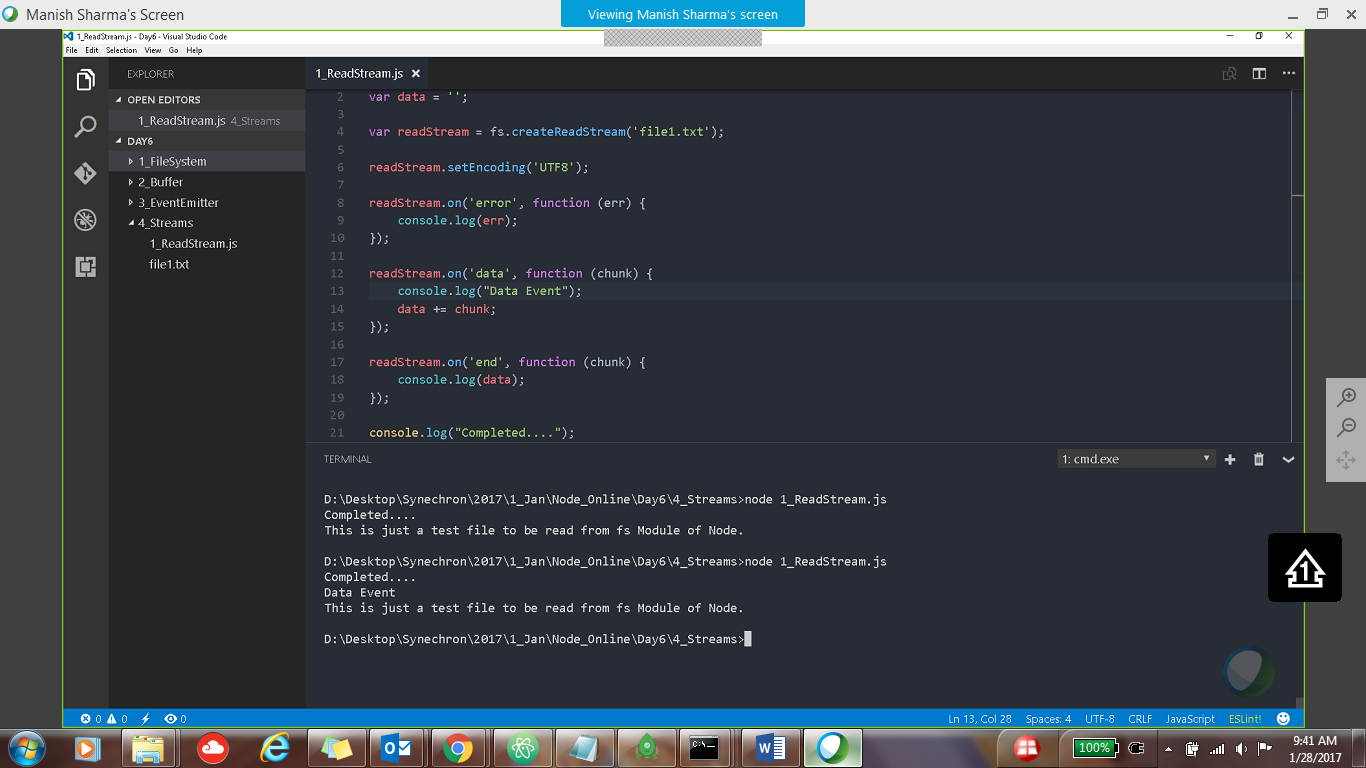 Manish Sharma's Screen
Viewing Manish Sharma's screen
1_ReadStream.js - Day6 - Visual Studio Code
File Edit Selection View Go Help
EXPLORER
OPEN EDITORS
1_ReadStream.js 4_Streams
DAY6
1_FileSystem
2_Buffer
3_EventEmitter
4_Streams
1_ReadStream.js
file1.txt
1_ReadStream.js
2 var data = '';
3
4 var readStream = fs.createReadStream('file1.txt');
5
6 readStream.setEncoding('UTF8');
7
8 readStream.on('error', function (err) {
9 console.log(err);
10 });
11
12 readStream.on('data', function (chunk) {
13 console.log("Data Event");
14 data += chunk;
15 });
16
17 readStream.on('end', function (chunk) {
18 console.log(data);
19 });
20
21 console.log("Completed....");
TERMINAL
1: cmd.exe
D:\Desktop\Synechron\2017\1_Jan\Node_Online\Day6\4_Streams>node 1_ReadStream.js
Completed....
This is just a test file to be read from fs Module of Node.
D:\Desktop\Synechron\2017\1_Jan\Node_Online\Day6\4_Streams>node 1_ReadStream.js
Completed....
Data Event
This is just a test file to be read from fs Module of Node.
D:\Desktop\Synechron\2017\1_Jan\Node_Online\Day6\4_Streams>
1
0 0 0
Ln 13, Col 28 Spaces: 4 UTF-8 CRLF JavaScript ESLint!
100%
9:41 AM
1/28/2017